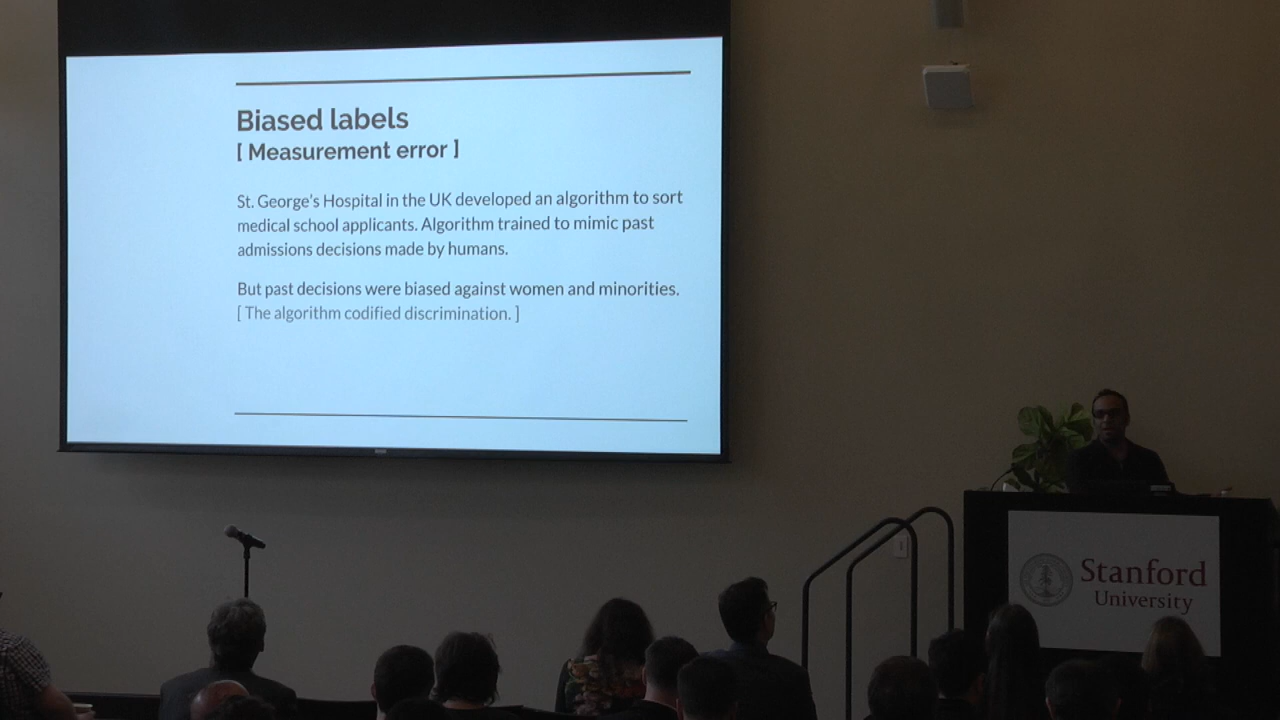 Biased labels
[ Measurement error ]
St. George's Hospital in the UK developed an algorithm to sort
medical school applicants. Algorithm trained to mimic past
admissions decisions made by humans.
But past decisions were biased against women and minorities.
[ The algorithm codified discrimination. ]
Stanford
University